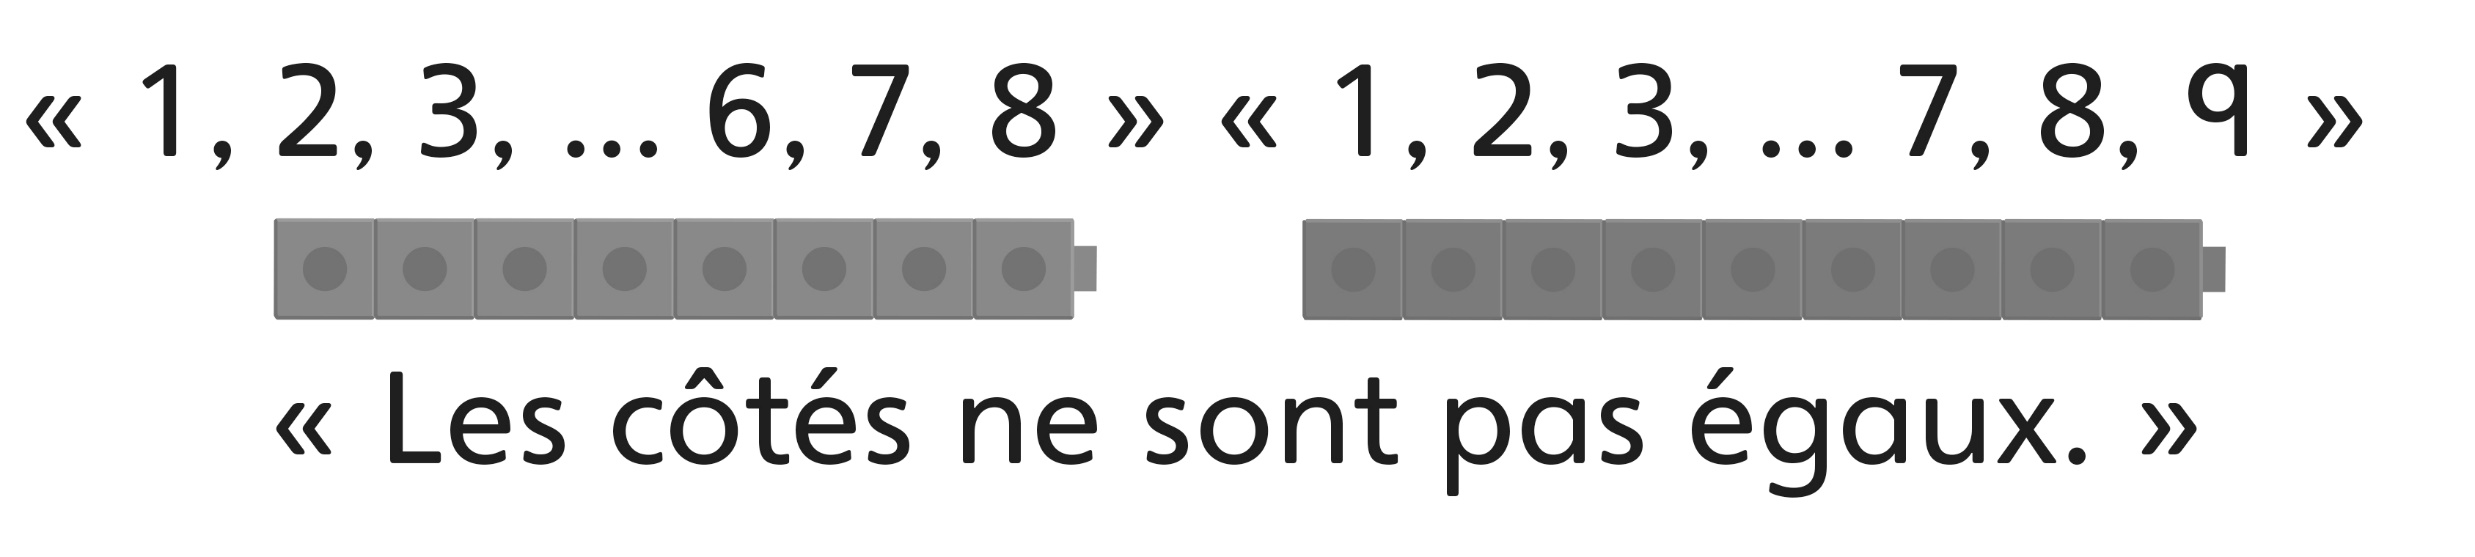 « 1, 2, 3, ... 6, 7, 8 » « 1, 2, 3, ... 7, 8, 9 »
« Les côtés ne sont pas égaux. »